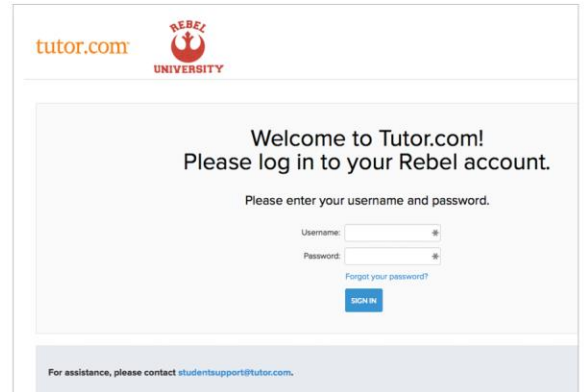 tutor.com
REBEL
UNIVERSITY
Welcome to Tutor.com!
Please log in to your Rebel account.
Please enter your username and password.
Username:
Password:
Forgot your password?
SIGN IN
For assistance, please contact studentsupport@tutor.com.